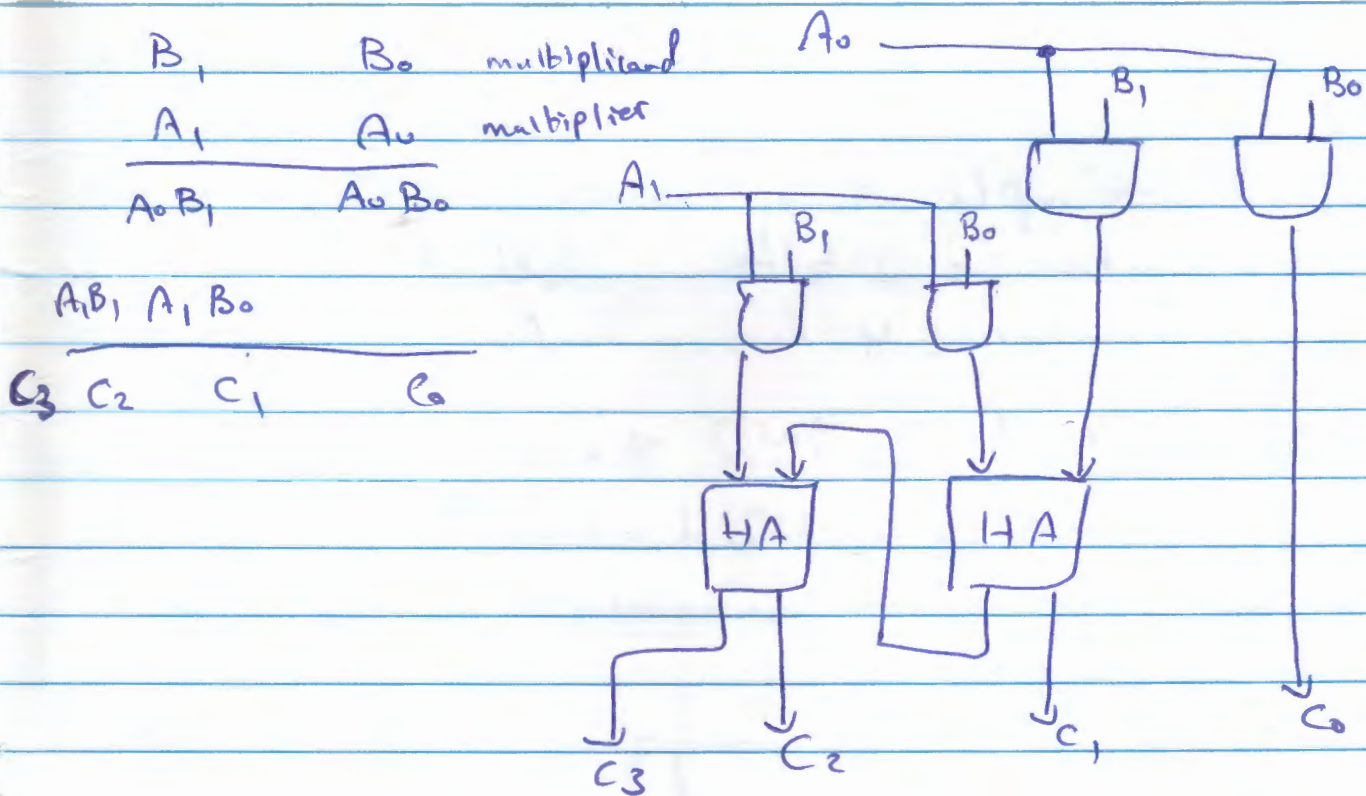 B₁ B₀ multiplicand
A₁ A₀ multiplier
A₀B₁ A₀B₀
A₁B₁ A₁B₀
C₃ C₂ C₁ C₀
A₀
B₁ B₀
A₁
B₁ B₀
HA HA
C₃ C₂ C₁ C₀